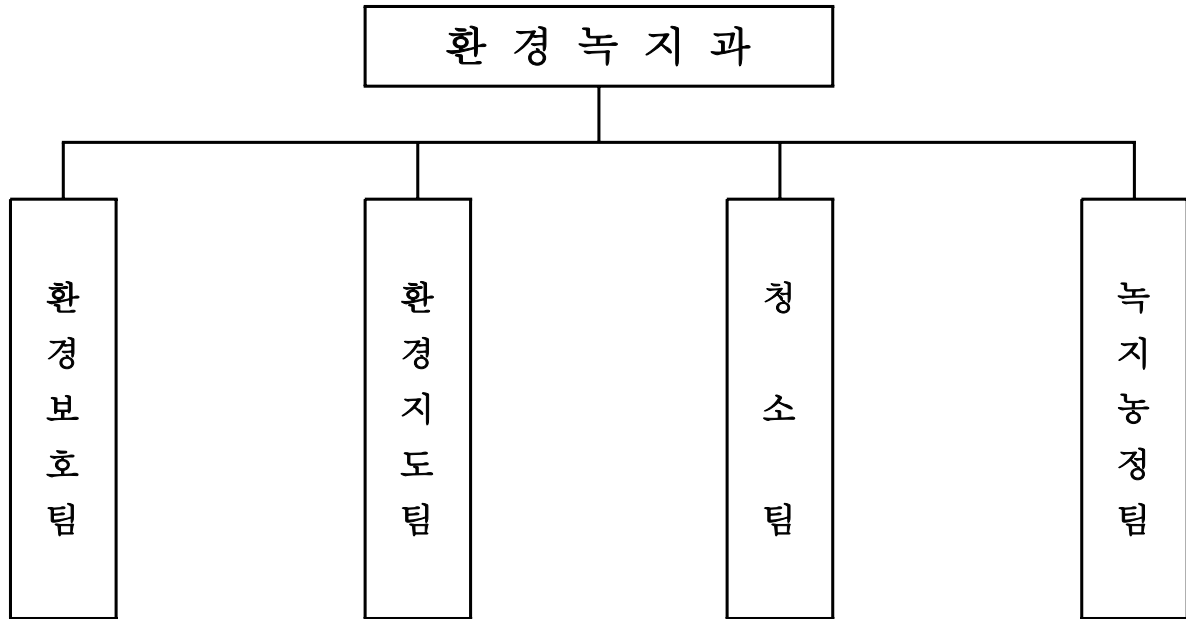 환 경 녹 지 과
환경보호팀
환경지도팀
청소팀
녹지농정팀